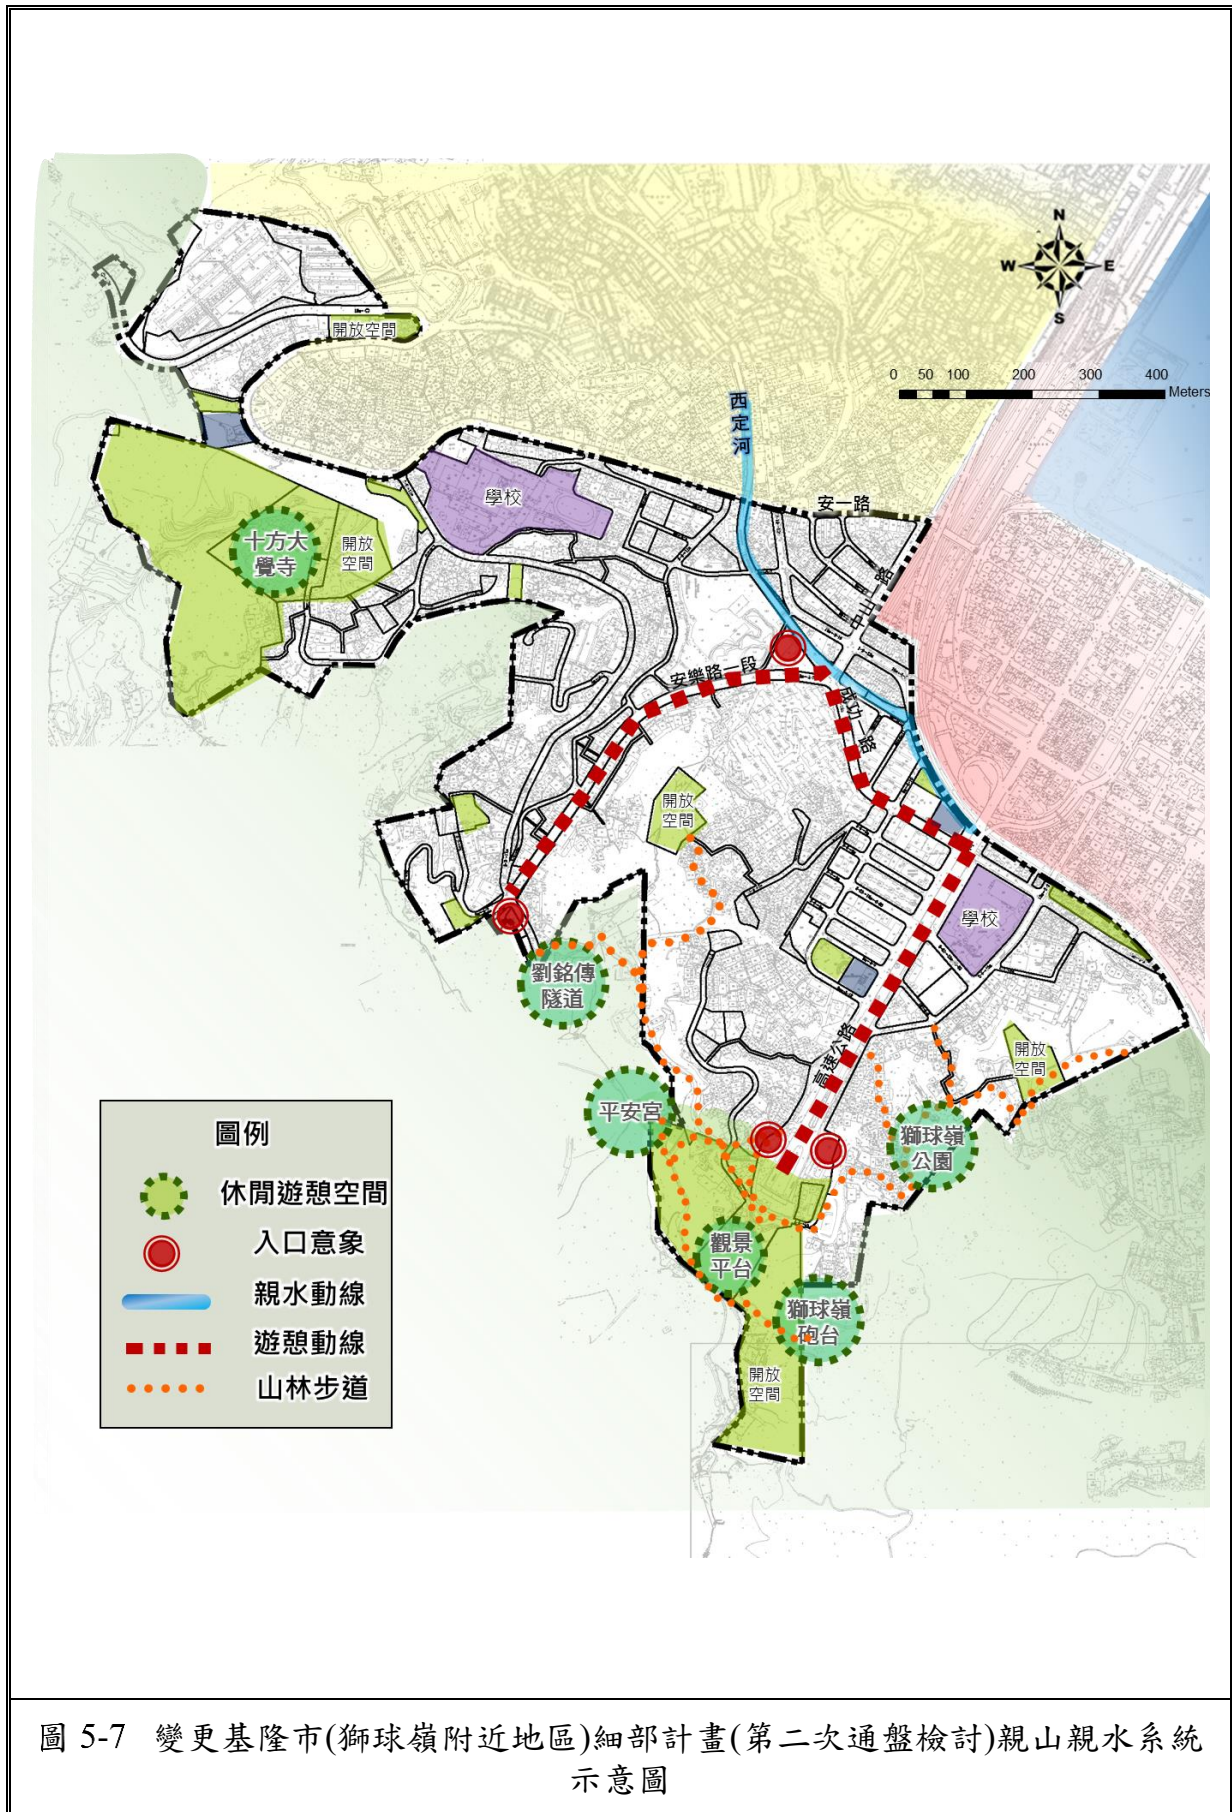 N
W E
S
0 50 100 200 300 400
Meters
開放空間
西
定
河
安一路
學校
十方大
覺寺
開放
空間
中山一路
安樂路一段
成功一路
開放
空間
學校
劉銘傳
隧道
高速公路
開放
空間
平安宮
獅球嶺
公園
觀景
平台
獅球嶺
砲台
開放
空間
圖例
休閒遊憩空間
入口意象
親水動線
遊憩動線
山林步道
圖 5-7 變更基隆市(獅球嶺附近地區)細部計畫(第二次通盤檢討)親山親水系統
示意圖